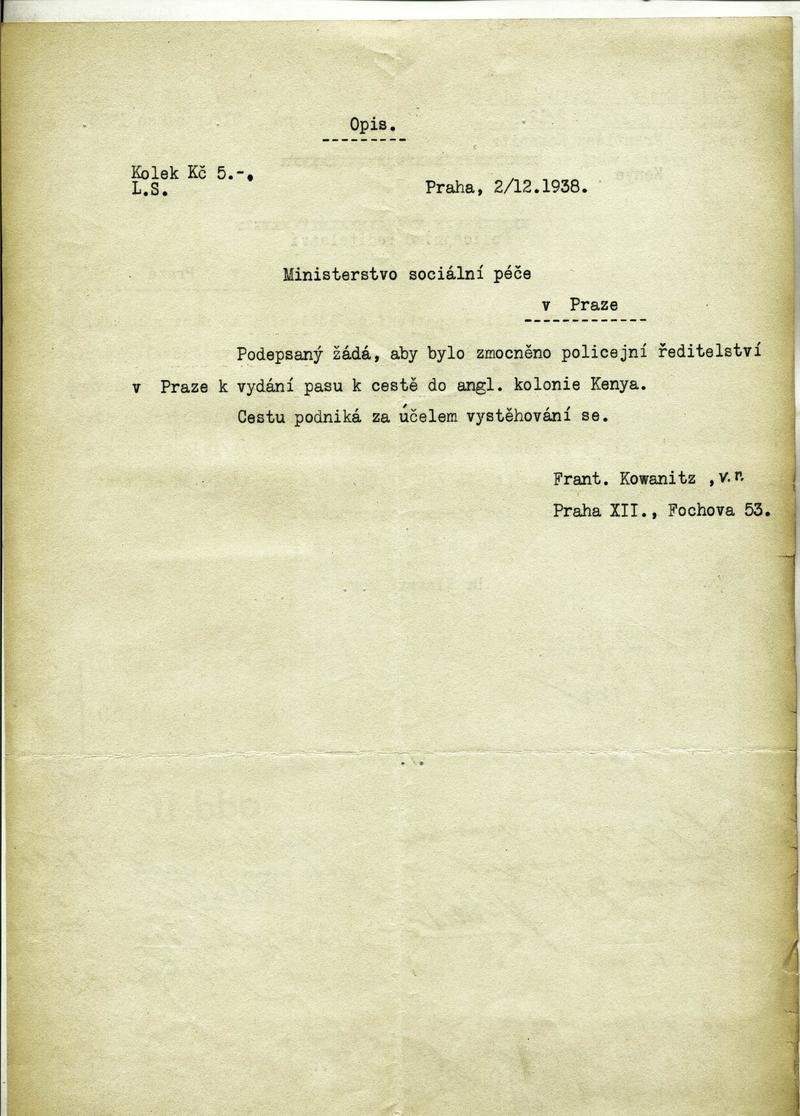 Opis.
Kolek Kč 5.-,
L.S.
Praha, 2/12.1938.
Ministerstvo sociální péče
v Praze
Podepsaný žádá, aby bylo zmocněno policejní ředitelství
v Praze k vydání pasu k cestě do angl. kolonie Kenya.
Cestu podniká za účelem vystěhování se.
Frant. Kowanitz , v.r.
Praha XII., Fochova 53.